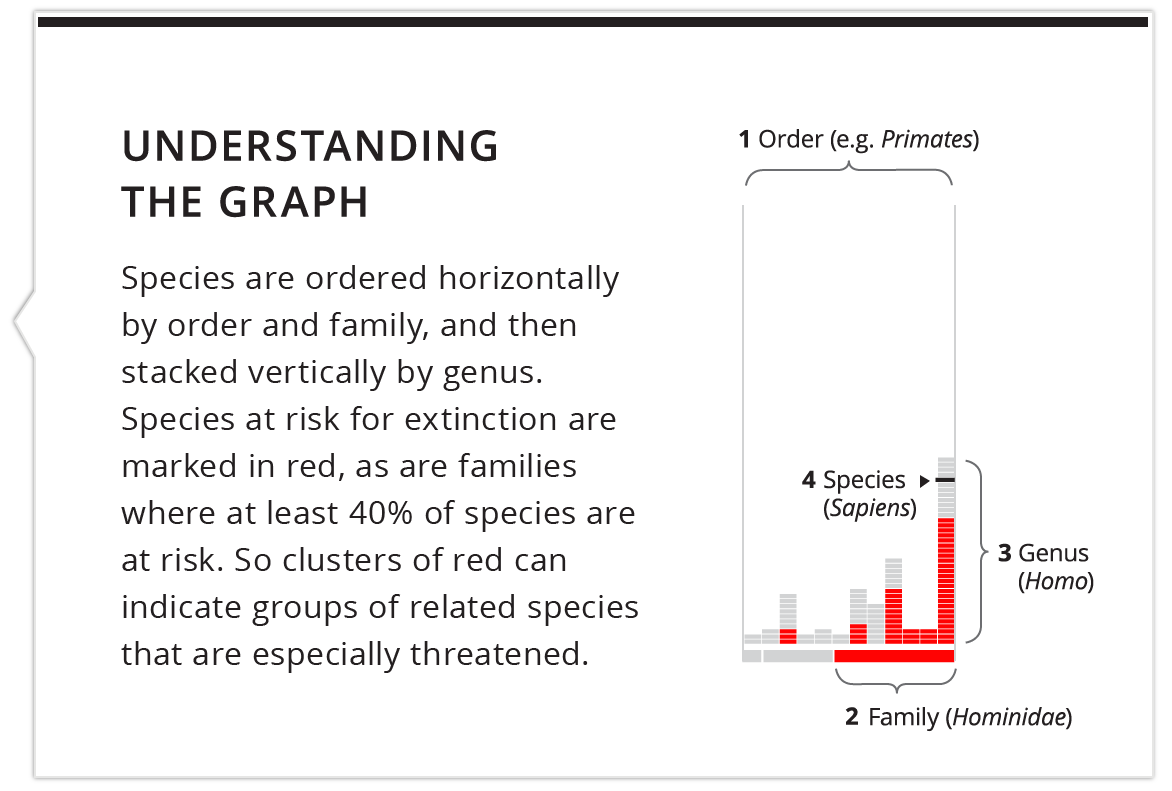 UNDERSTANDING
THE GRAPH
Species are ordered horizontally
by order and family, and then
stacked vertically by genus.
Species at risk for extinction are
marked in red, as are families
where at least 40% of species are
at risk. So clusters of red can
indicate groups of related species
that are especially threatened.
1 Order (e.g. Primates)
4 Species
(Sapiens)
3 Genus
(Homo)
2 Family (Hominidae)